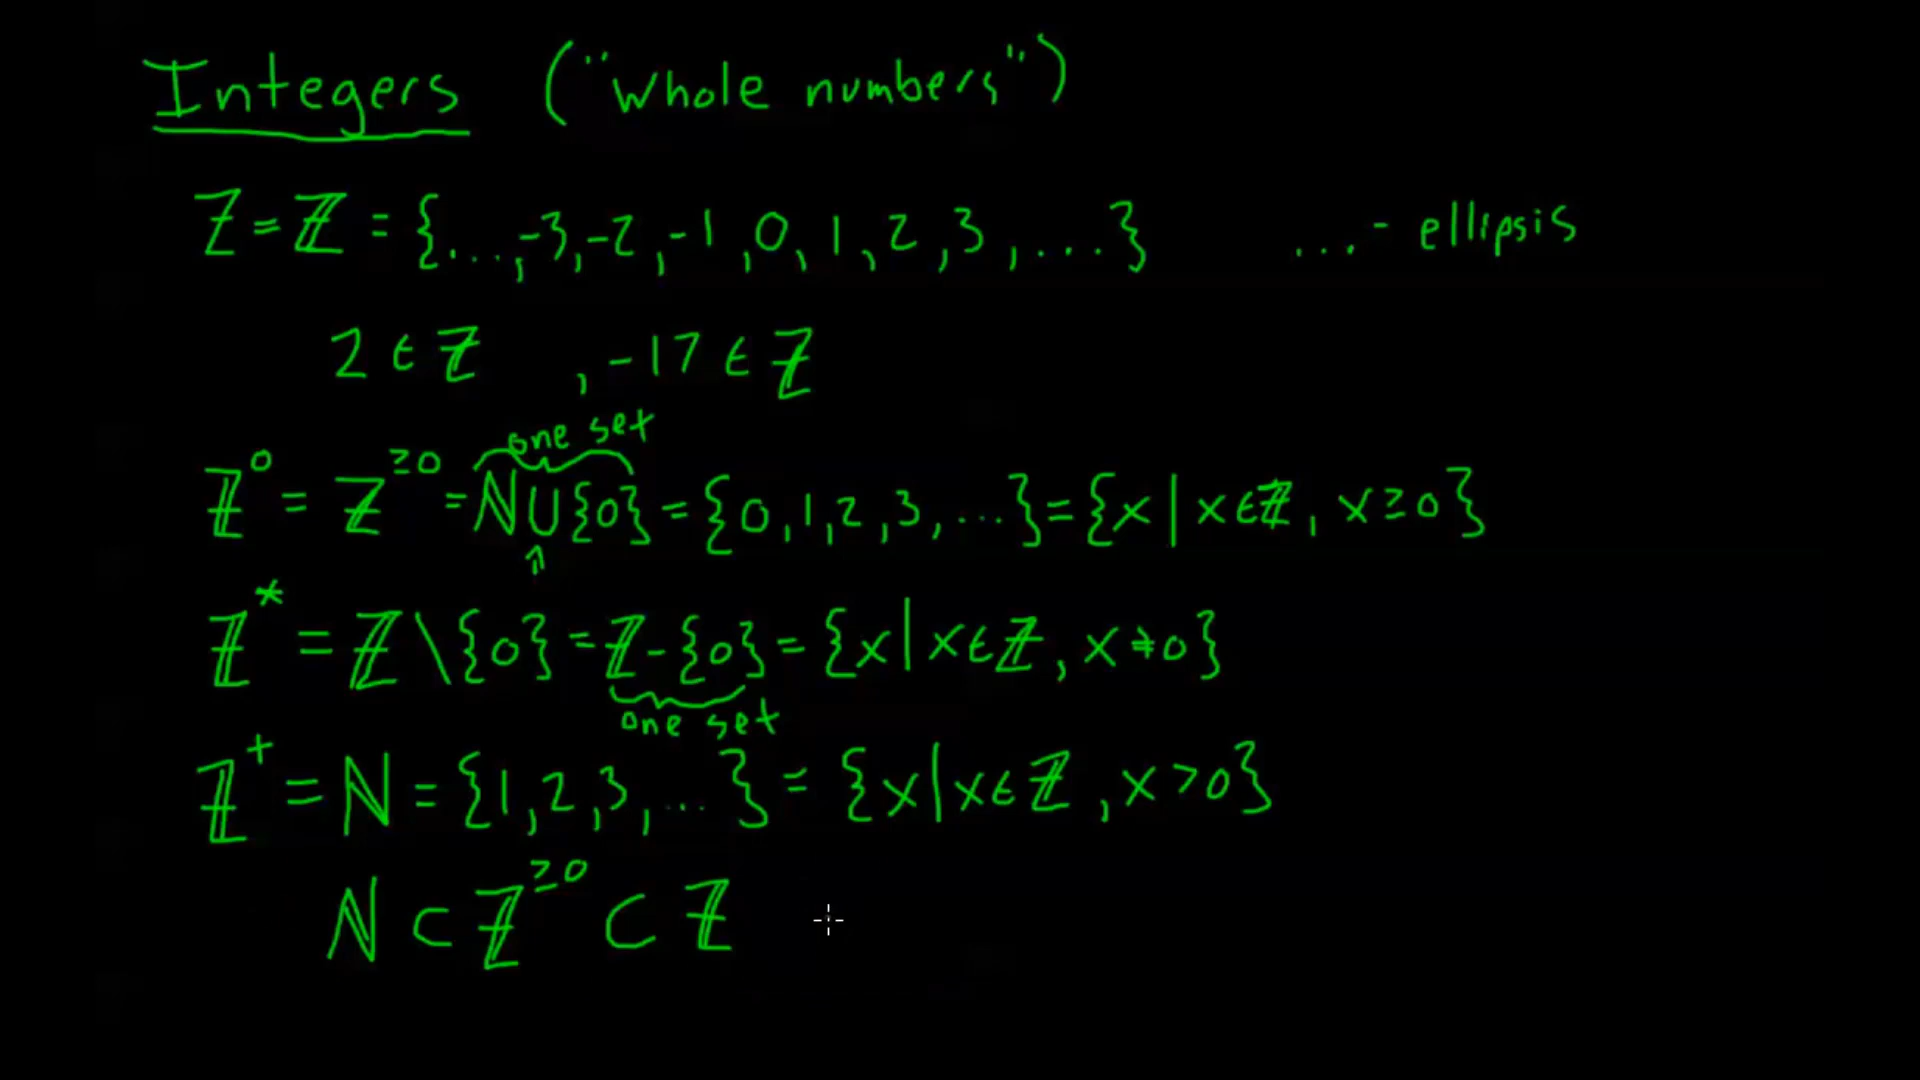 Integers ("Whole numbers")
Z = ℤ = {...,-3,-2,-1,0,1,2,3,...} ... - ellipsis
2 ∈ ℤ , -17 ∈ ℤ
one set
ℤ⁰ = ℤ^≥0 = ℕ∪{0} = {0,1,2,3,...} = {x | x∈ℤ, x≥0}
ℤ* = ℤ\{0} = ℤ-{0} = {x|x∈ℤ, x≠0}
one set
ℤ⁺ = ℕ = {1,2,3,...} = {x|x∈ℤ, x>0}
ℕ ⊂ ℤ^≥0 ⊂ ℤ